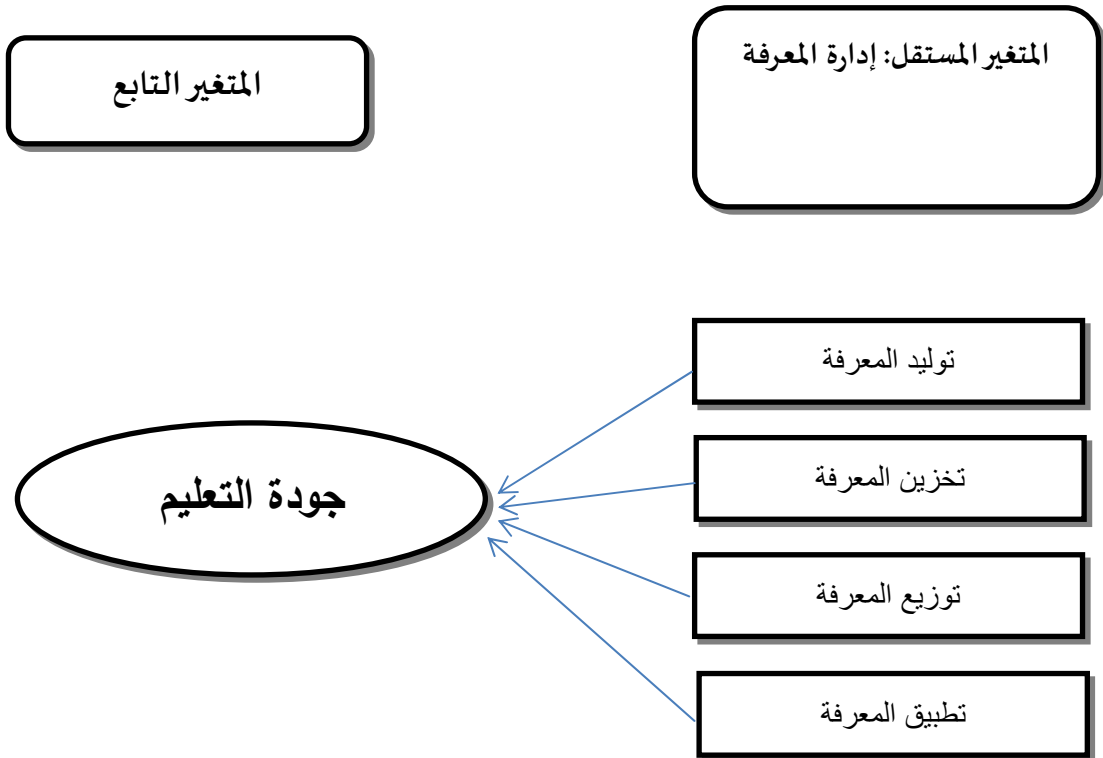 المتغير المستقل: إدارة المعرفة
المتغير التابع
توليد المعرفة
تخزين المعرفة
جودة التعليم
توزيع المعرفة
تطبيق المعرفة